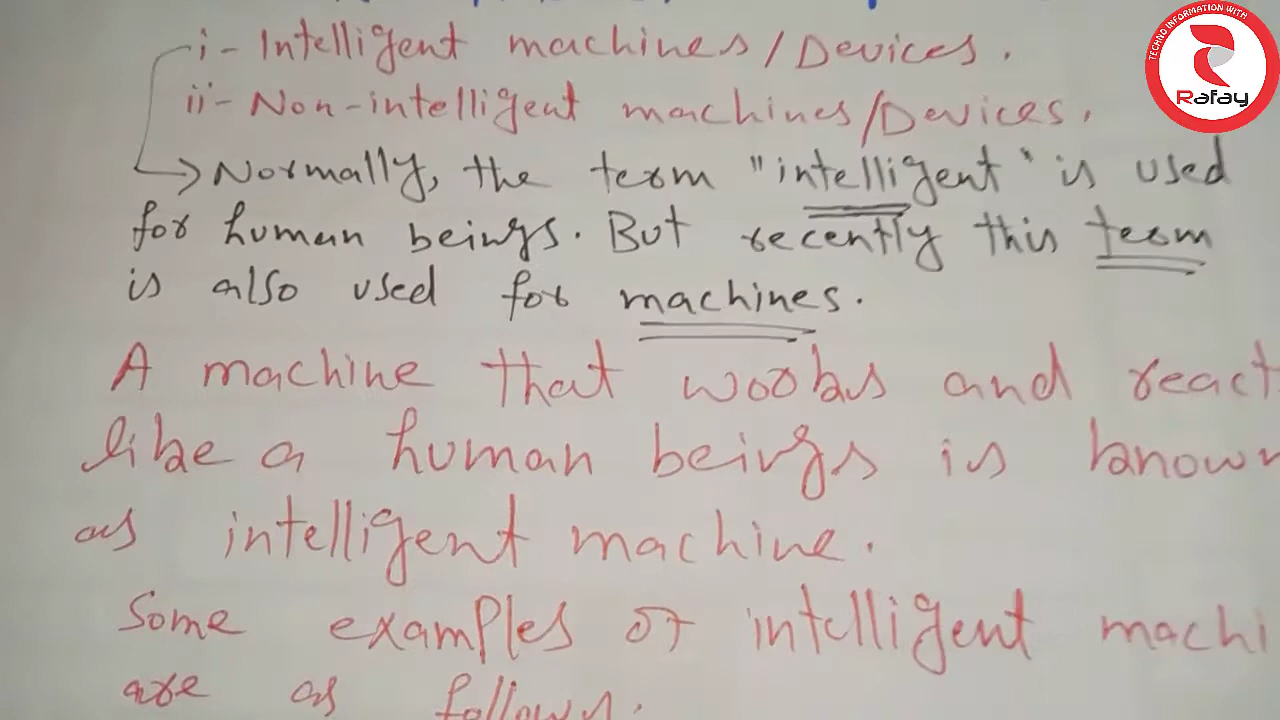 TECHNO INFORMATION WITH
Rafay
i- Intelligent machines/Devices.
ii- Non-intelligent machines/Devices.
→ Normally, the term "intelligent" is used
for human beings. But recently this term
is also used for machines.
A machine that works and react
like a human beings is known
as intelligent machine.
Some examples of intelligent machi
are as follows.